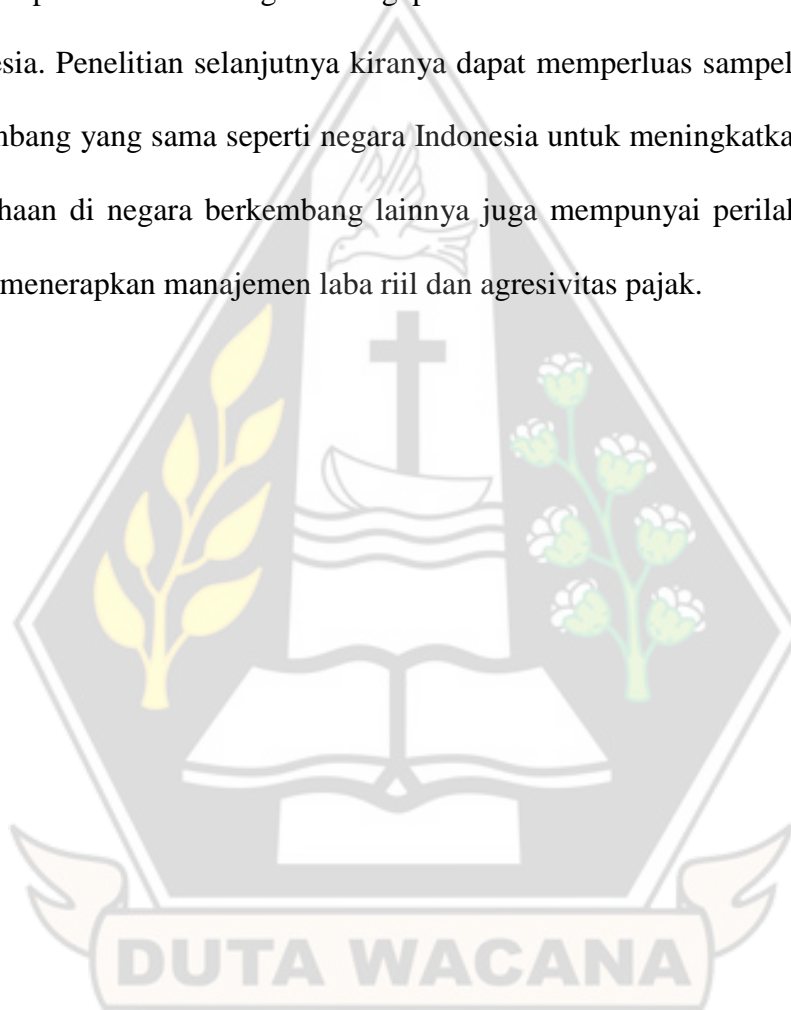 esia. Penelitian selanjutnya kiranya dapat memperluas sampel
mbang yang sama seperti negara Indonesia untuk meningkatka
haan di negara berkembang lainnya juga mempunyai perilak
menerapkan manajemen laba riil dan agresivitas pajak.
DUTA WACANA